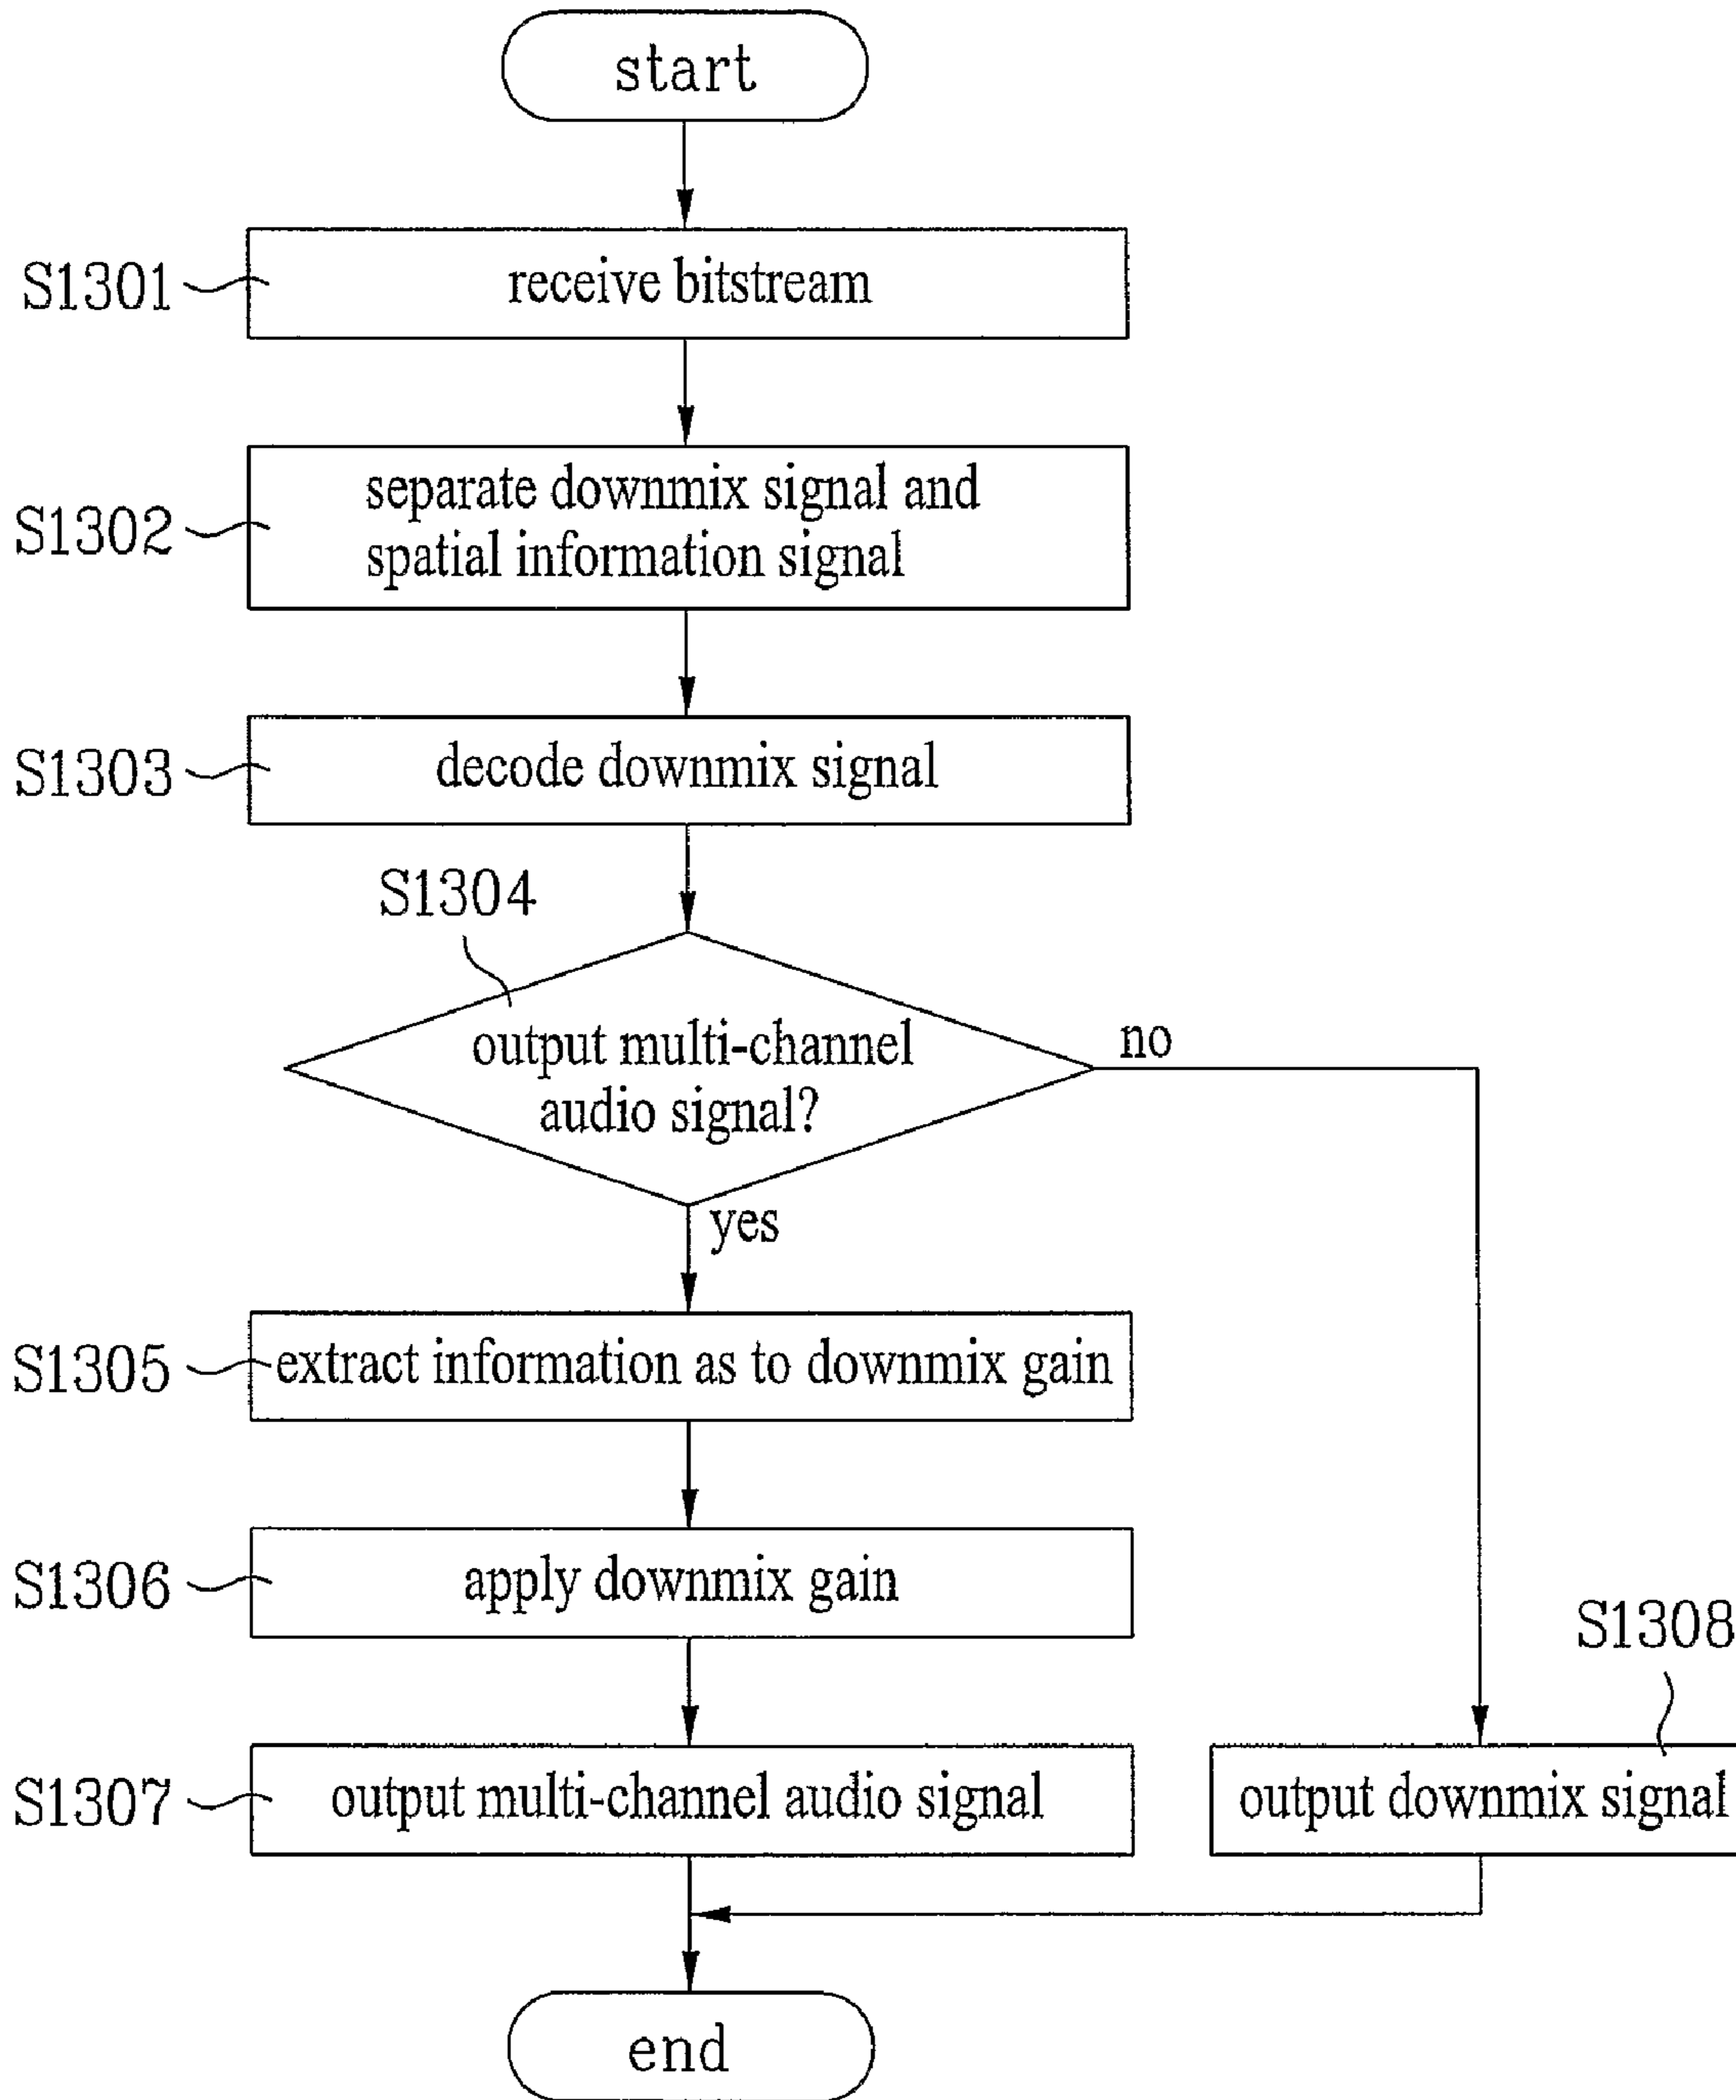 start
S1301
receive bitstream
S1302
separate downmix signal and
spatial information signal
S1303
decode downmix signal
S1304
output multi-channel
audio signal?
no
yes
S1305
extract information as to downmix gain
S1306
apply downmix gain
S1308
S1307
output multi-channel audio signal
output downmix signal
end